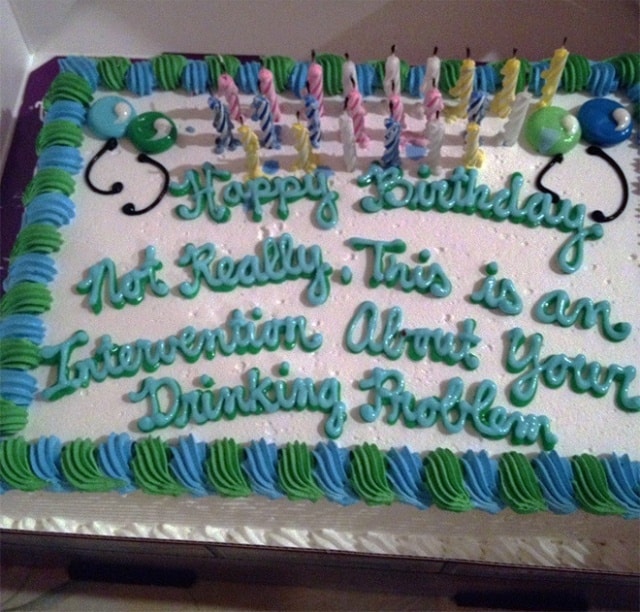 Happy Birthday
Not Really. This is an
Intervention About Your
Drinking Problem